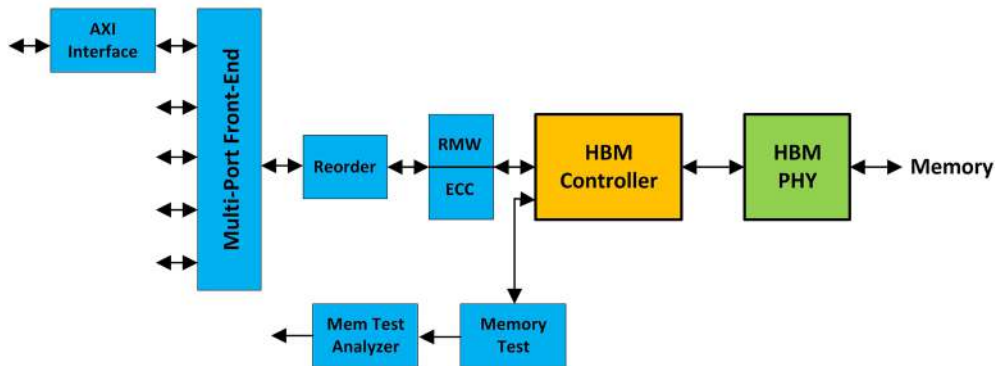 AXI
Interface
Multi-Port Front-End
Reorder
RMW
ECC
HBM
Controller
HBM
PHY
Memory
Mem Test
Analyzer
Memory
Test